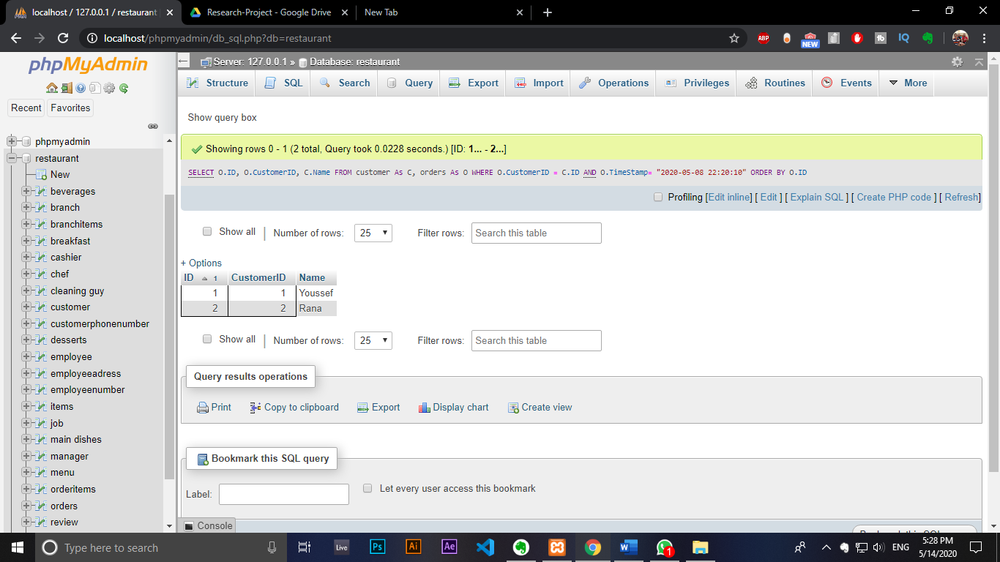 localhost / 127.0.0.1 / restaurant
Research-Project - Google Drive
New Tab
localhost/phpmyadmin/db_sql.php?db=restaurant
ABP
NEW
IQ
phpMyAdmin
Recent
Favorites
phpmyadmin
restaurant
New
beverages
branch
branchitems
breakfast
cashier
chef
cleaning guy
customer
customerphonenumber
desserts
employee
employeeadress
employeenumber
items
job
main dishes
manager
menu
orderitems
orders
review
Server: 127.0.0.1 » Database: restaurant
Structure SQL Search Query Export Import Operations Privileges Routines Events More
Show query box
Showing rows 0 - 1 (2 total, Query took 0.0228 seconds.) [ID: 1... - 2...]
SELECT O.ID, O.CustomerID, C.Name FROM customer As C, orders As O WHERE O.CustomerID = C.ID AND O.TimeStamp= "2020-05-08 22:20:10" ORDER BY O.ID
Profiling [Edit inline] [ Edit ] [ Explain SQL ] [ Create PHP code ] [ Refresh]
Show all | Number of rows: 25 Filter rows: Search this table
+ Options
ID 1 CustomerID Name
1 1 Youssef
2 2 Rana
Show all | Number of rows: 25 Filter rows: Search this table
Query results operations
Print Copy to clipboard Export Display chart Create view
Bookmark this SQL query
Label: Let every user access this bookmark
Console
Type here to search
Live
Ps
Ai
Ae
1
ENG
5:28 PM
5/14/2020